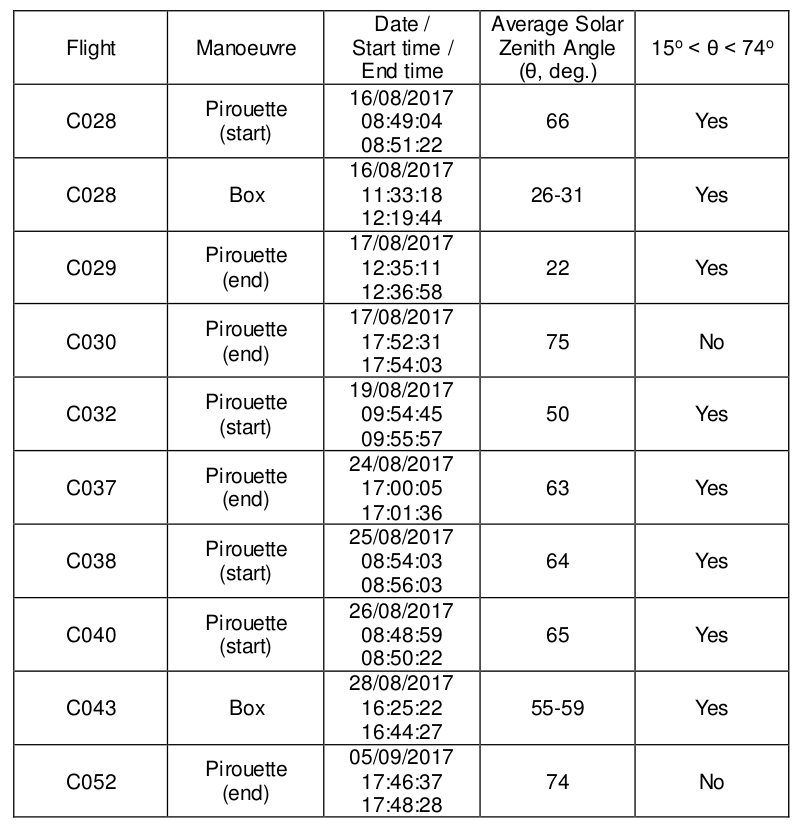 Flight
Manoeuvre
Date /
Start time /
End time
Average Solar
Zenith Angle
(θ, deg.)
15º < θ < 74º
C028
Pirouette
(start)
16/08/2017
08:49:04
08:51:22
66
Yes
C028
Box
16/08/2017
11:33:18
12:19:44
26-31
Yes
C029
Pirouette
(end)
17/08/2017
12:35:11
12:36:58
22
Yes
C030
Pirouette
(end)
17/08/2017
17:52:31
17:54:03
75
No
C032
Pirouette
(start)
19/08/2017
09:54:45
09:55:57
50
Yes
C037
Pirouette
(end)
24/08/2017
17:00:05
17:01:36
63
Yes
C038
Pirouette
(start)
25/08/2017
08:54:03
08:56:03
64
Yes
C040
Pirouette
(start)
26/08/2017
08:48:59
08:50:22
65
Yes
C043
Box
28/08/2017
16:25:22
16:44:27
55-59
Yes
C052
Pirouette
(end)
05/09/2017
17:46:37
17:48:28
74
No